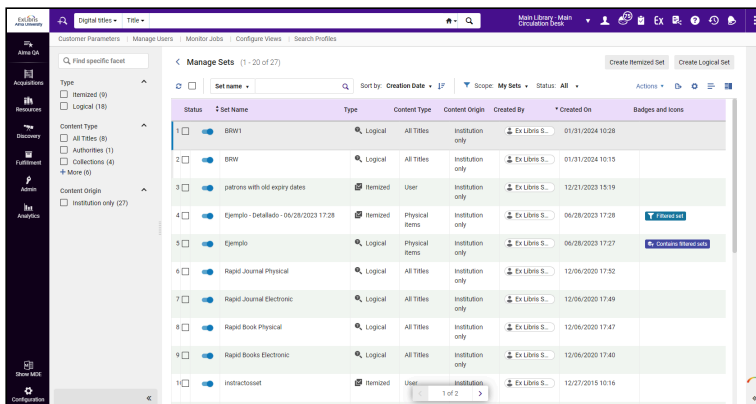 ExLibris
Alma University
Digital titles
Title
Main Library - Main
Circulation Desk
29
Customer Parameters | Manage Users | Monitor Jobs | Configure Views | Search Profiles
Alma QA
Acquisitions
Resources
Discovery
Fulfillment
Admin
Analytics
Show MDE
Configuration
Find specific facet
Type
Itemized (9)
Logical (18)
Content Type
All Titles (8)
Authorities (1)
Collections (4)
+ More (6)
Content Origin
Institution only (27)
Manage Sets (1 - 20 of 27)
Create Itemized Set
Create Logical Set
Set name
Sort by: Creation Date
Scope: My Sets
Status: All
Actions
Status Set Name Type Content Type Content Origin Created By Created On Badges and Icons
1 BRW1 Logical All Titles Institution only Ex Libris S... 01/31/2024 10:28
2 BRW Logical All Titles Institution only Ex Libris S... 01/31/2024 10:15
3 patrons with old expiry dates Itemized User Institution only Ex Libris S... 12/21/2023 15:19
4 Ejemplo - Detallado - 06/28/2023 17:28 Itemized Physical items Institution only Ex Libris S... 06/28/2023 17:28 Filtered set
5 Ejemplo Logical Physical items Institution only Ex Libris S... 06/28/2023 17:27 Contains filtered sets
6 Rapid Journal Physical Logical All Titles Institution only Ex Libris S... 12/06/2020 17:52
7 Rapid Journal Electronic Logical All Titles Institution only Ex Libris S... 12/06/2020 17:49
8 Rapid Book Physical Logical All Titles Institution only Ex Libris S... 12/06/2020 17:47
9 Rapid Books Electronic Logical All Titles Institution only Ex Libris S... 12/06/2020 17:40
10 instractosset Itemized User Institution only Ex Libris S... 12/27/2015 10:16
1 of 2